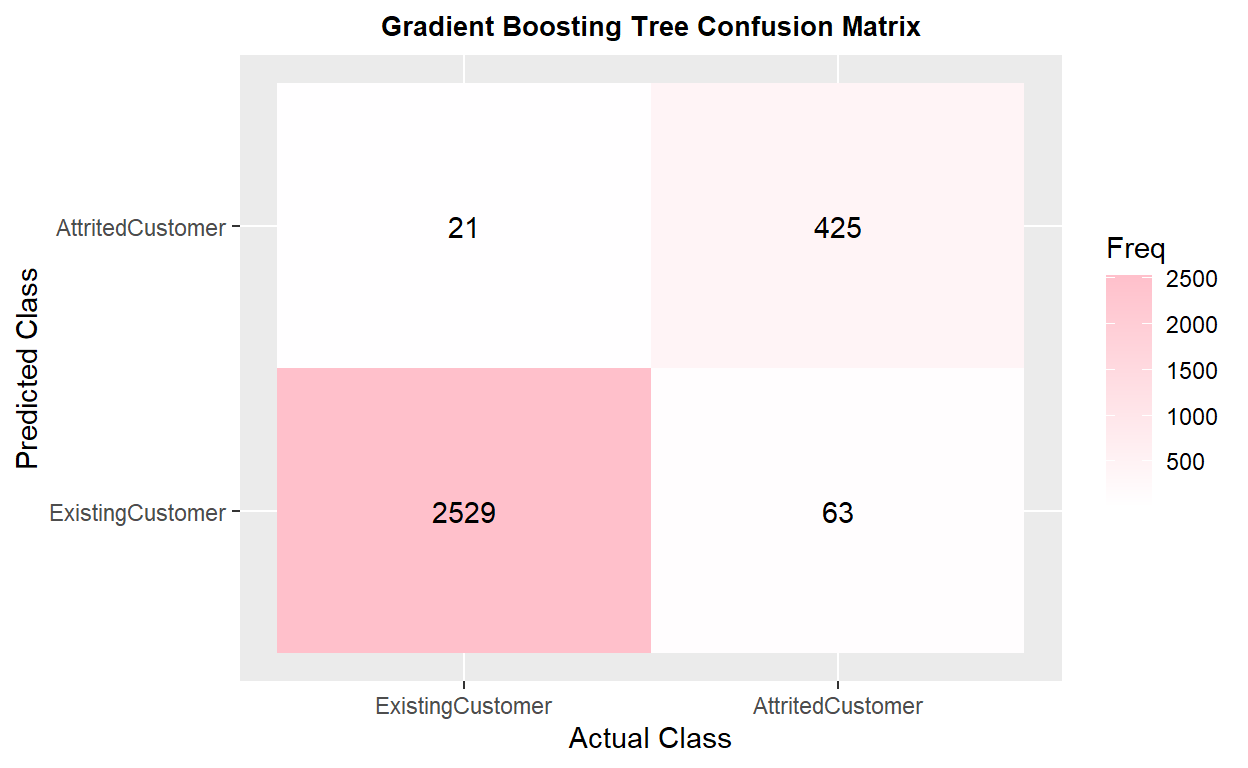 Gradient Boosting Tree Confusion Matrix
Predicted Class
AttritedCustomer
21
425
ExistingCustomer
2529
63
ExistingCustomer
AttritedCustomer
Actual Class
Freq
2500
2000
1500
1000
500